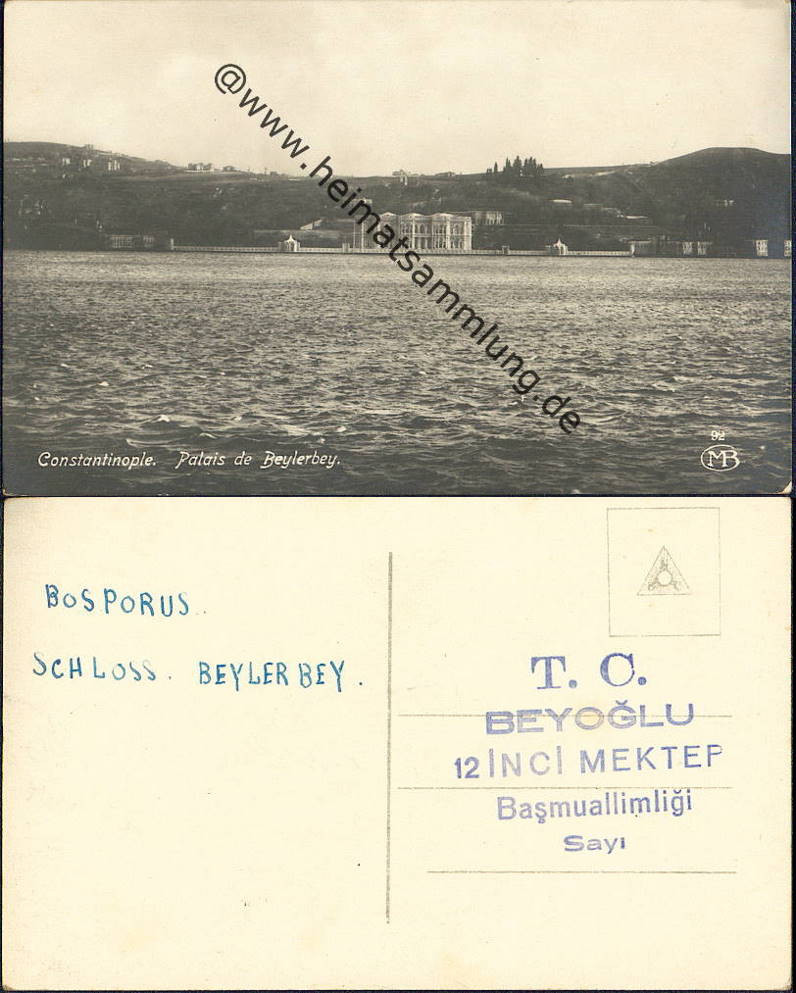 @www.heimatsammlung.de
92
MB
Constantinople. Palais de Beylerbey.
BOSPORUS.
SCHLOSS. BEYLERBEY.
T. C.
BEYOĞLU
12 İNCİ MEKTEP
Başmuallimliği
Sayı